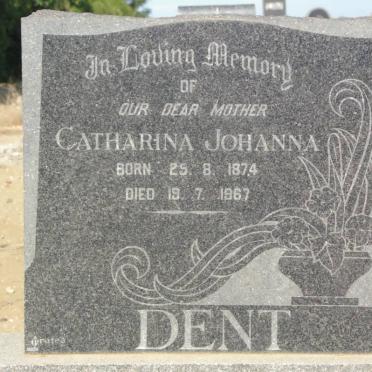 In Loving Memory
OF
OUR DEAR MOTHER
CATHARINA JOHANNA
BORN 25. 8. 1874
DIED 19. 7. 1967
DENT